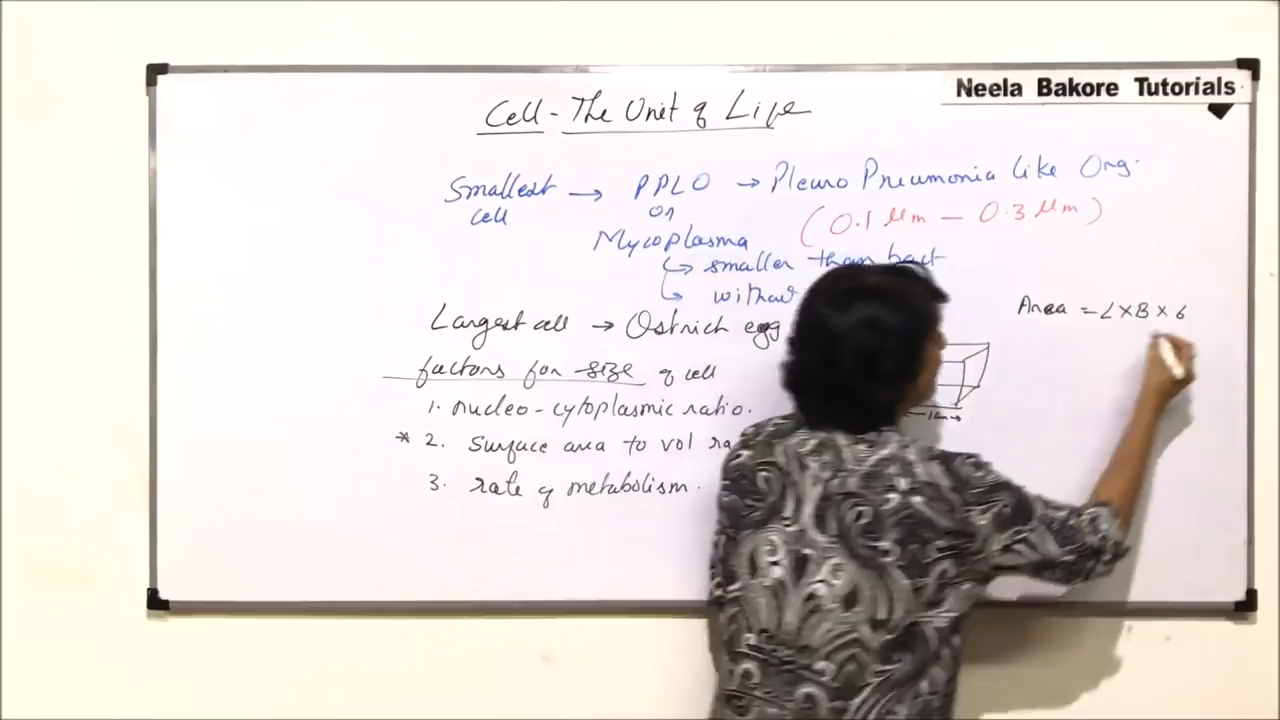 Neela Bakore Tutorials
Cell - The Unit of Life
Smallest cell → PPLO → Pleuro Pneumonia like Org.
or
Mycoplasma
(0.1 μm - 0.3 μm)
↳ smaller than bact
↳ without
Largest cell → Ostrich egg
factors for size of cell
1. nucleo-cytoplasmic ratio.
* 2. Surface area to vol ra
3. rate of metabolism.
Area = L×B×6